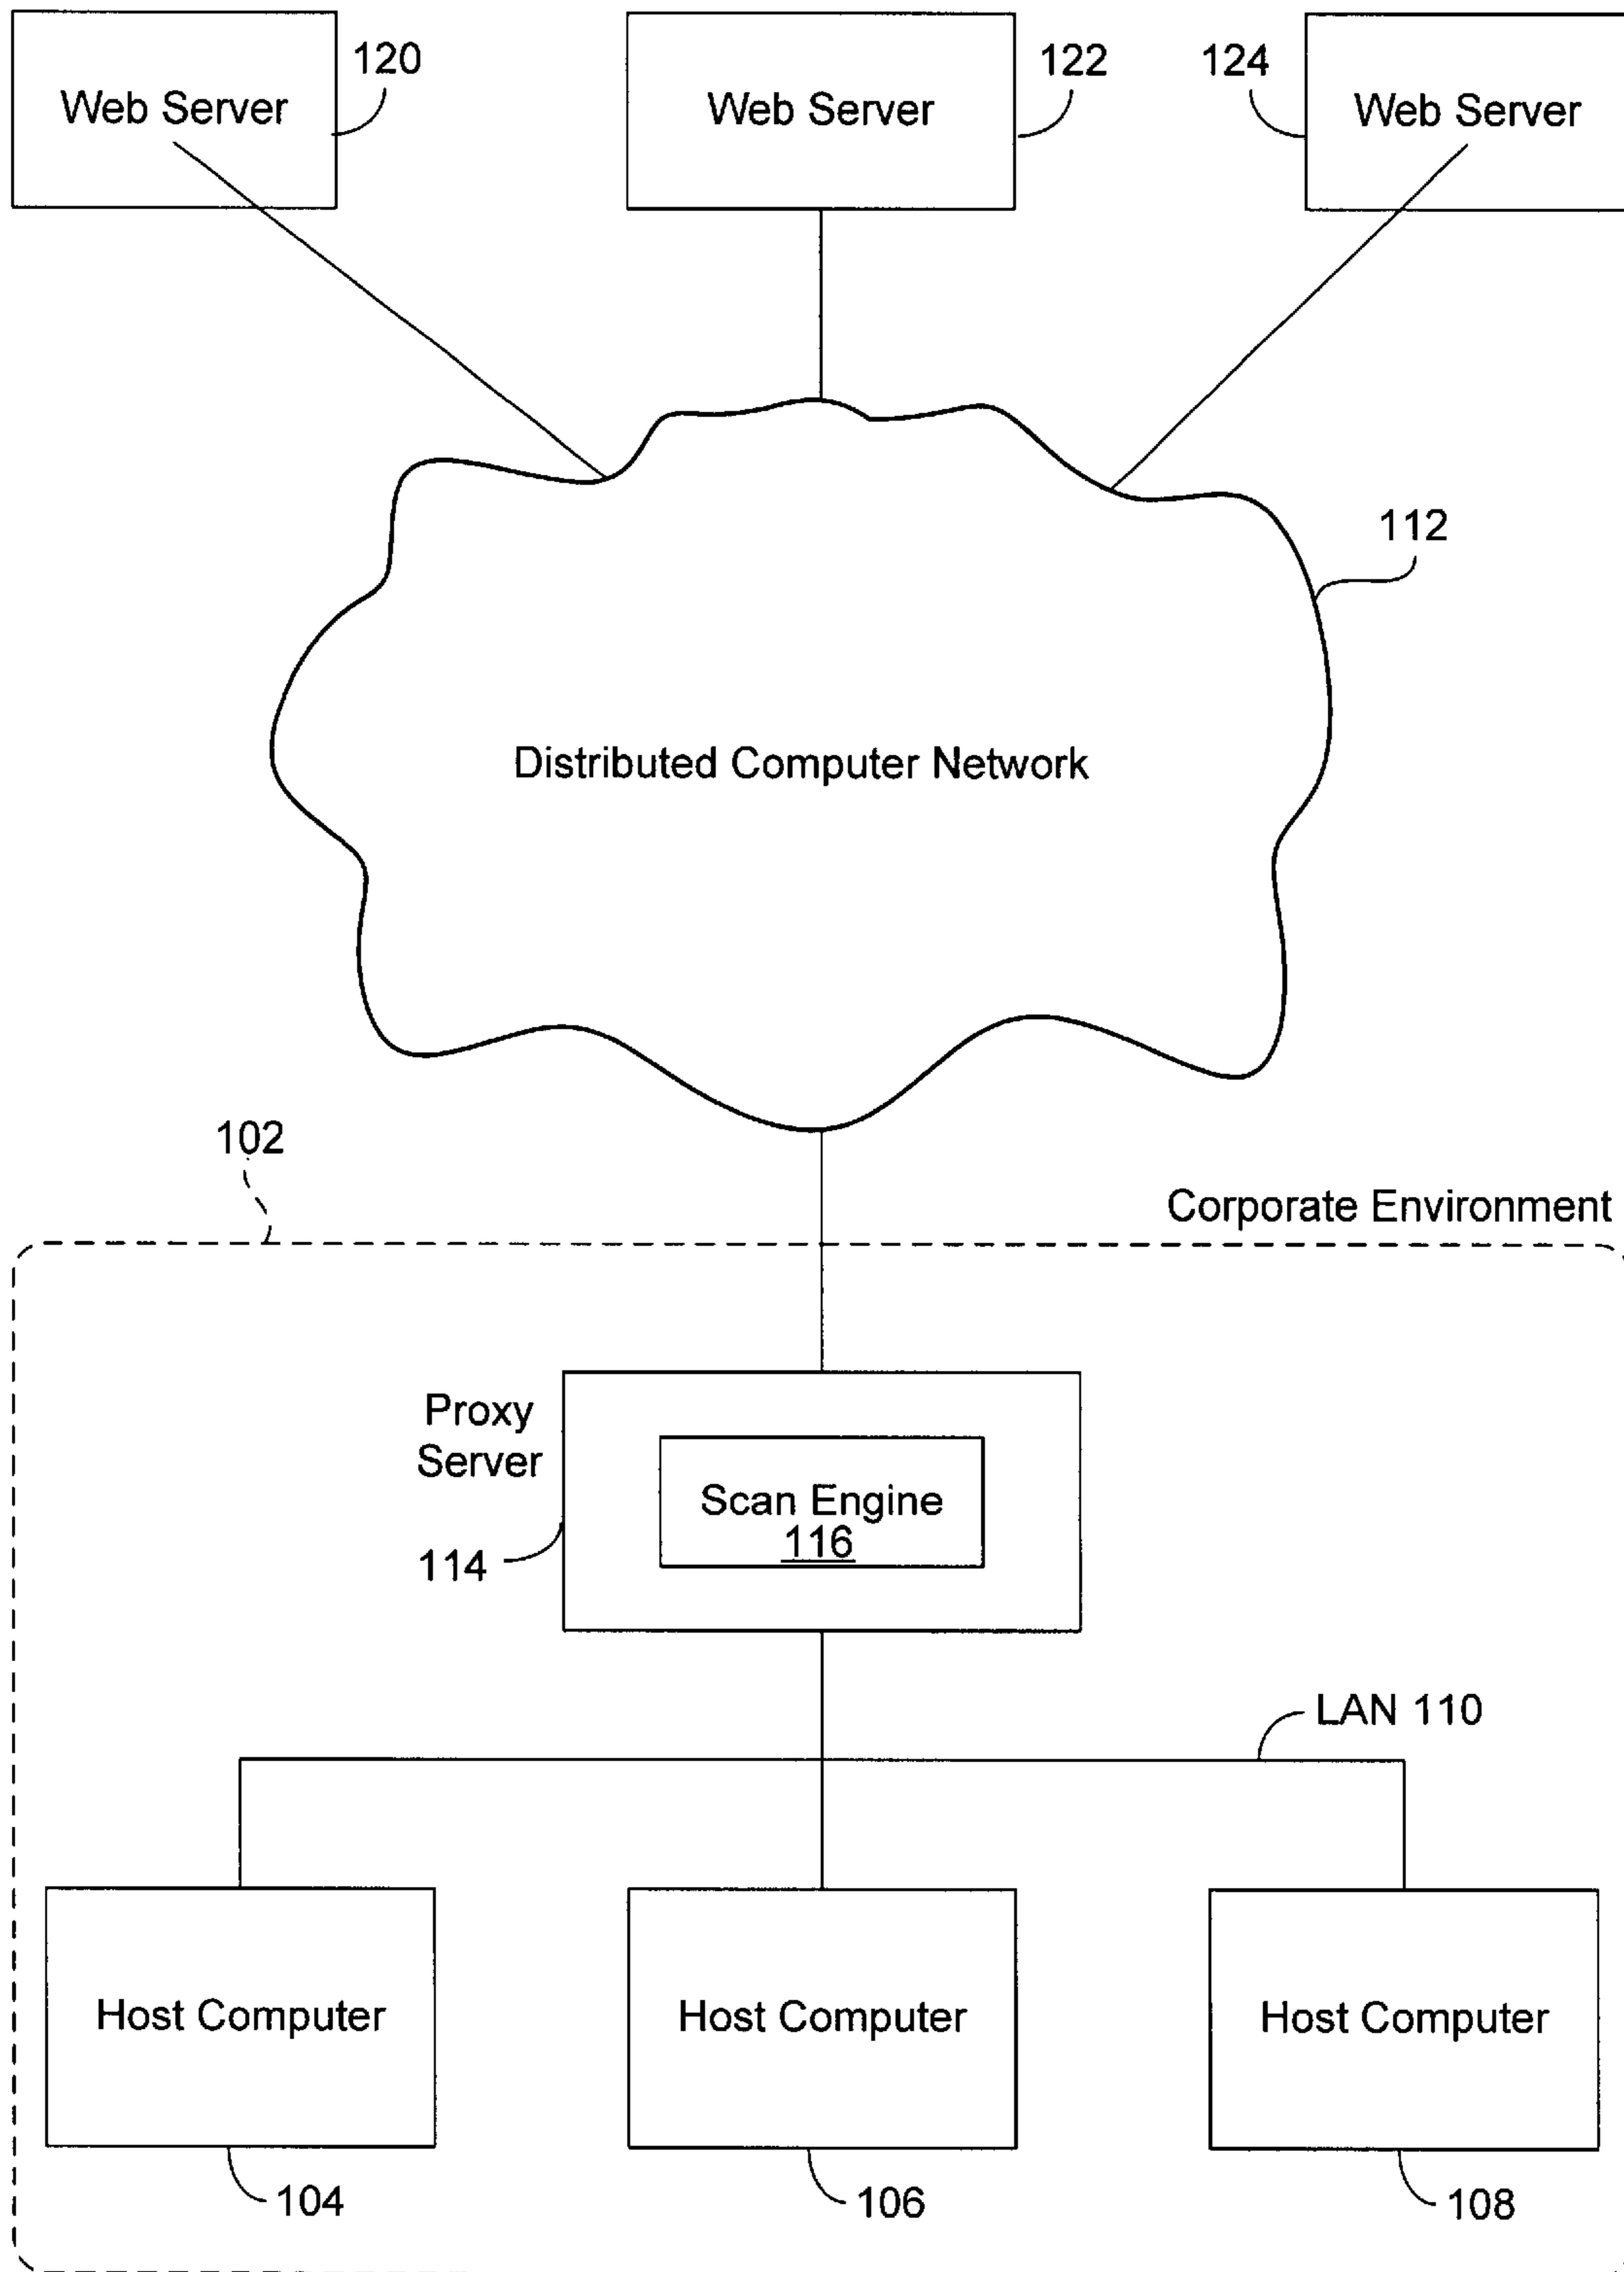 120
122
124
Web Server
Web Server
Web Server
112
Distributed Computer Network
102
Corporate Environment
Proxy
Server
Scan Engine
116
114
LAN 110
Host Computer
Host Computer
Host Computer
104
106
108